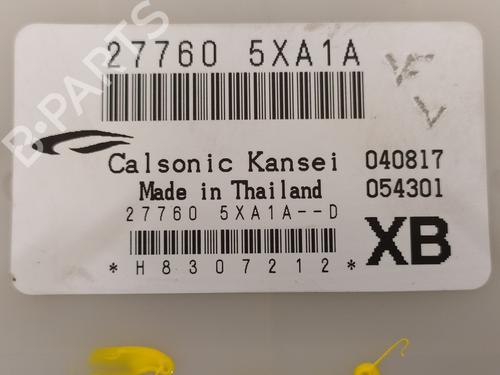 27760 5XA1A
Calsonic Kansei 040817
Made in Thailand 054301
27760 5XA1A--D
*H8307212* XB
B-PARTS